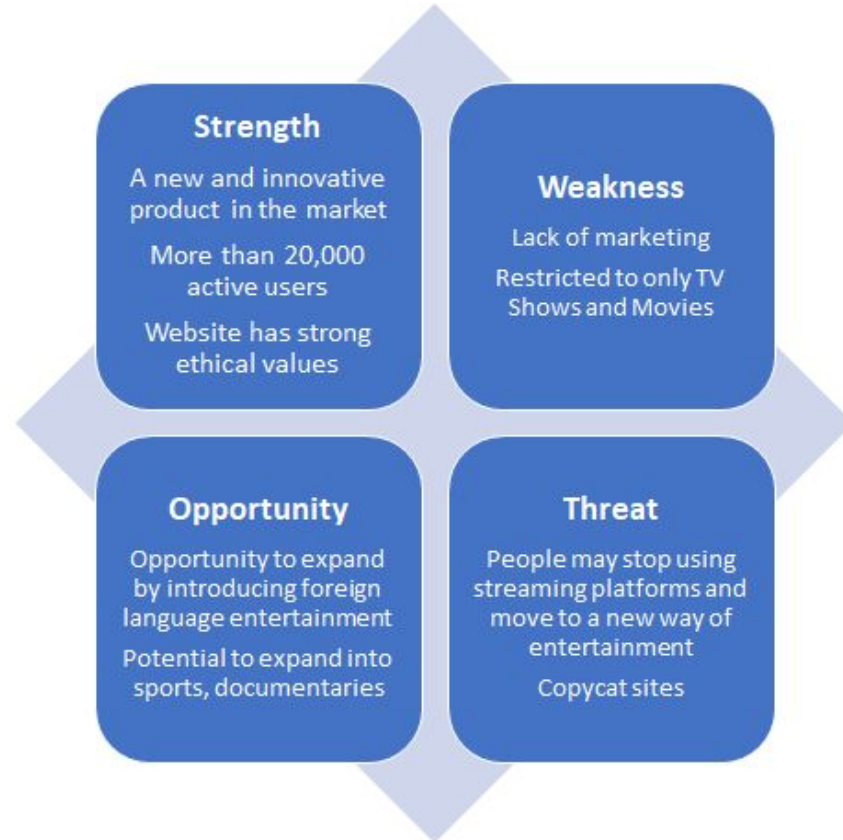 Strength
A new and innovative
product in the market
More than 20,000
active users
Website has strong
ethical values
Weakness
Lack of marketing
Restricted to only TV
Shows and Movies
Opportunity
Opportunity to expand
by introducing foreign
language entertainment
Potential to expand into
sports, documentaries
Threat
People may stop using
streaming platforms and
move to a new way of
entertainment
Copycat sites